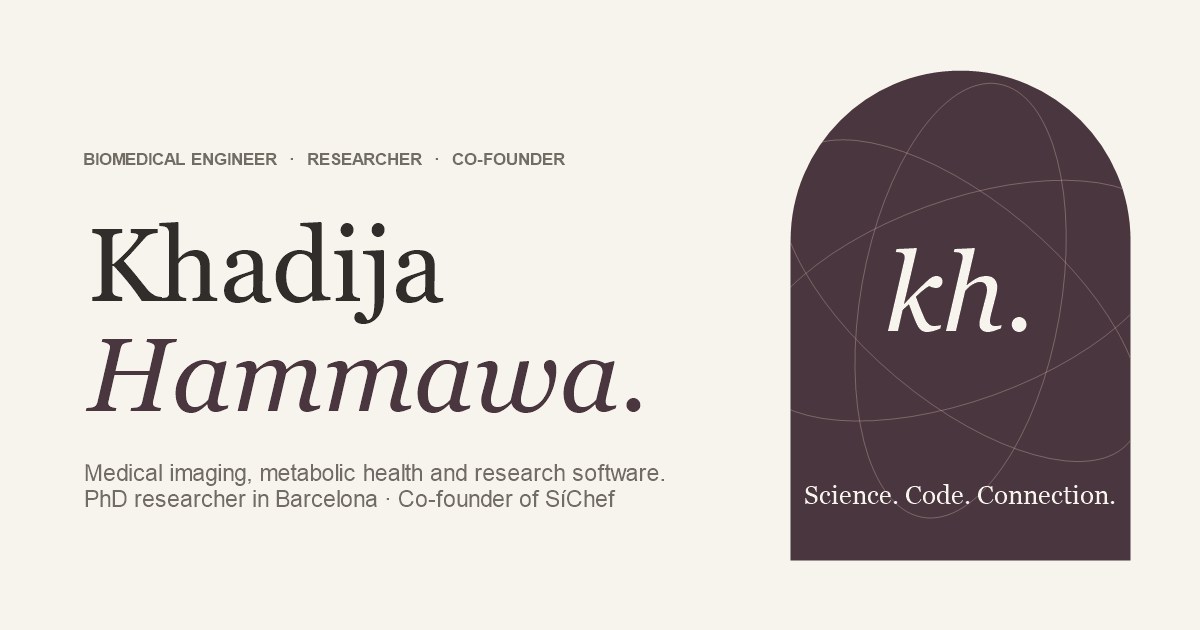 BIOMEDICAL ENGINEER · RESEARCHER · CO-FOUNDER
Khadija
Hammawa.
Medical imaging, metabolic health and research software.
PhD researcher in Barcelona · Co-founder of SíChef
kh.
Science. Code. Connection.